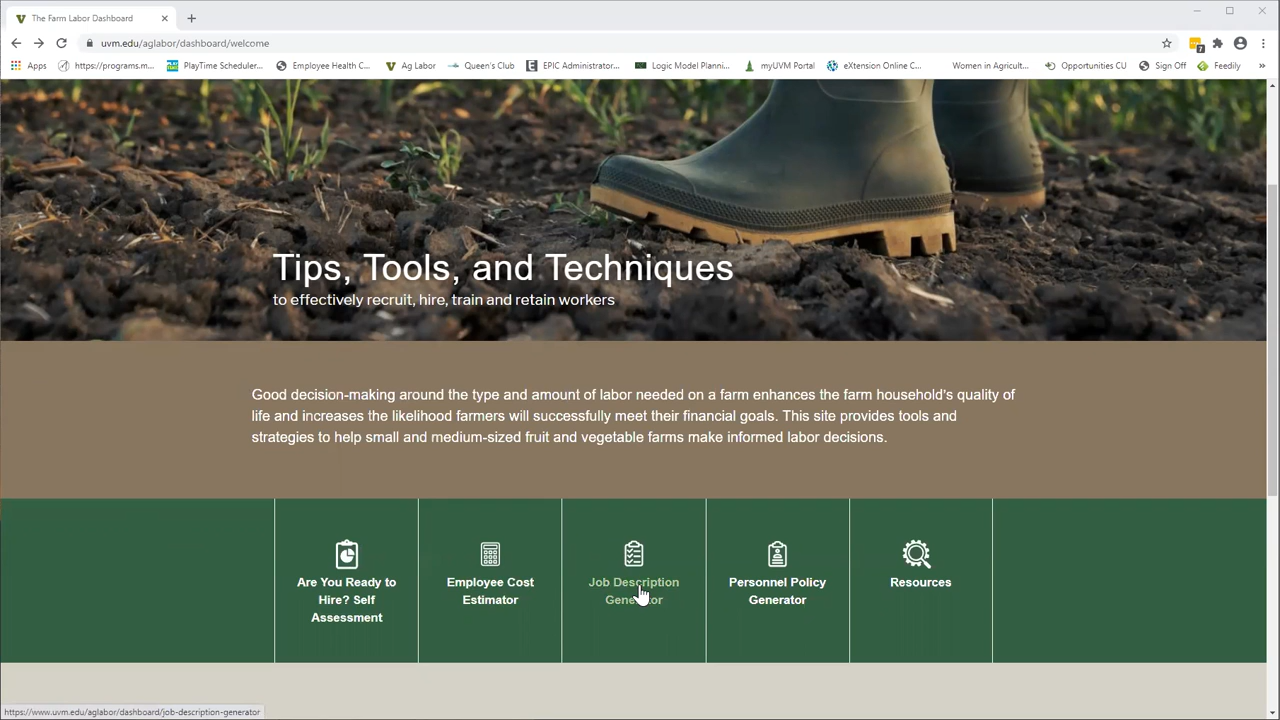 The Farm Labor Dashboard
uvm.edu/aglabor/dashboard/welcome
7
Apps
https://programs.m...
PlayTime Scheduler...
Employee Health C...
Ag Labor
Queen's Club
EPIC Administrator...
Logic Model Planni...
myUVM Portal
eXtension Online C...
Women in Agricult...
Opportunities CU
Sign Off
Feedily
»
Tips, Tools, and Techniques
to effectively recruit, hire, train and retain workers
Good decision-making around the type and amount of labor needed on a farm enhances the farm household's quality of
life and increases the likelihood farmers will successfully meet their financial goals. This site provides tools and
strategies to help small and medium-sized fruit and vegetable farms make informed labor decisions.
Are You Ready to
Hire? Self
Assessment
Employee Cost
Estimator
Job Description
Generator
Personnel Policy
Generator
Resources
https://www.uvm.edu/aglabor/dashboard/job-description-generator